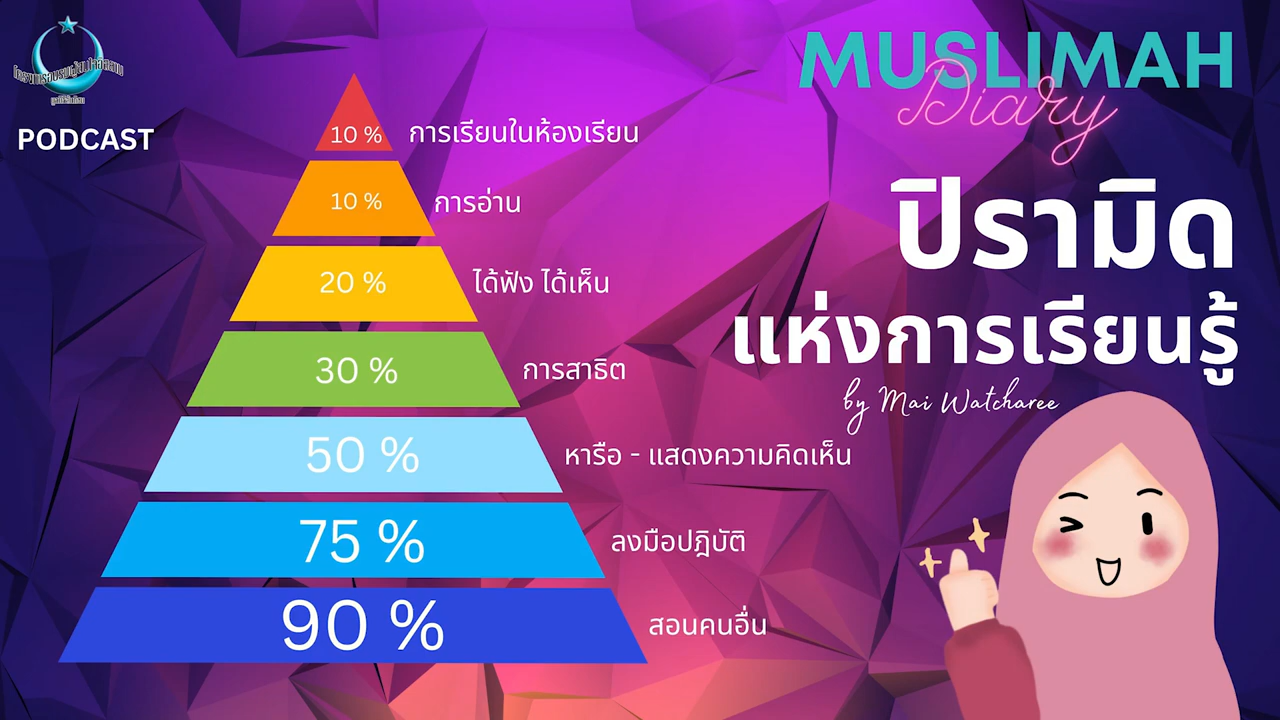 PODCAST
MUSLIMAH
Diary
ปิรามิด
แห่งการเรียนรู้
by Mai Watcharee
10 % การเรียนในห้องเรียน
10 % การอ่าน
20 % ได้ฟัง ได้เห็น
30 % การสาธิต
50 % หารือ - แสดงความคิดเห็น
75 % ลงมือปฎิบัติ
90 % สอนคนอื่น